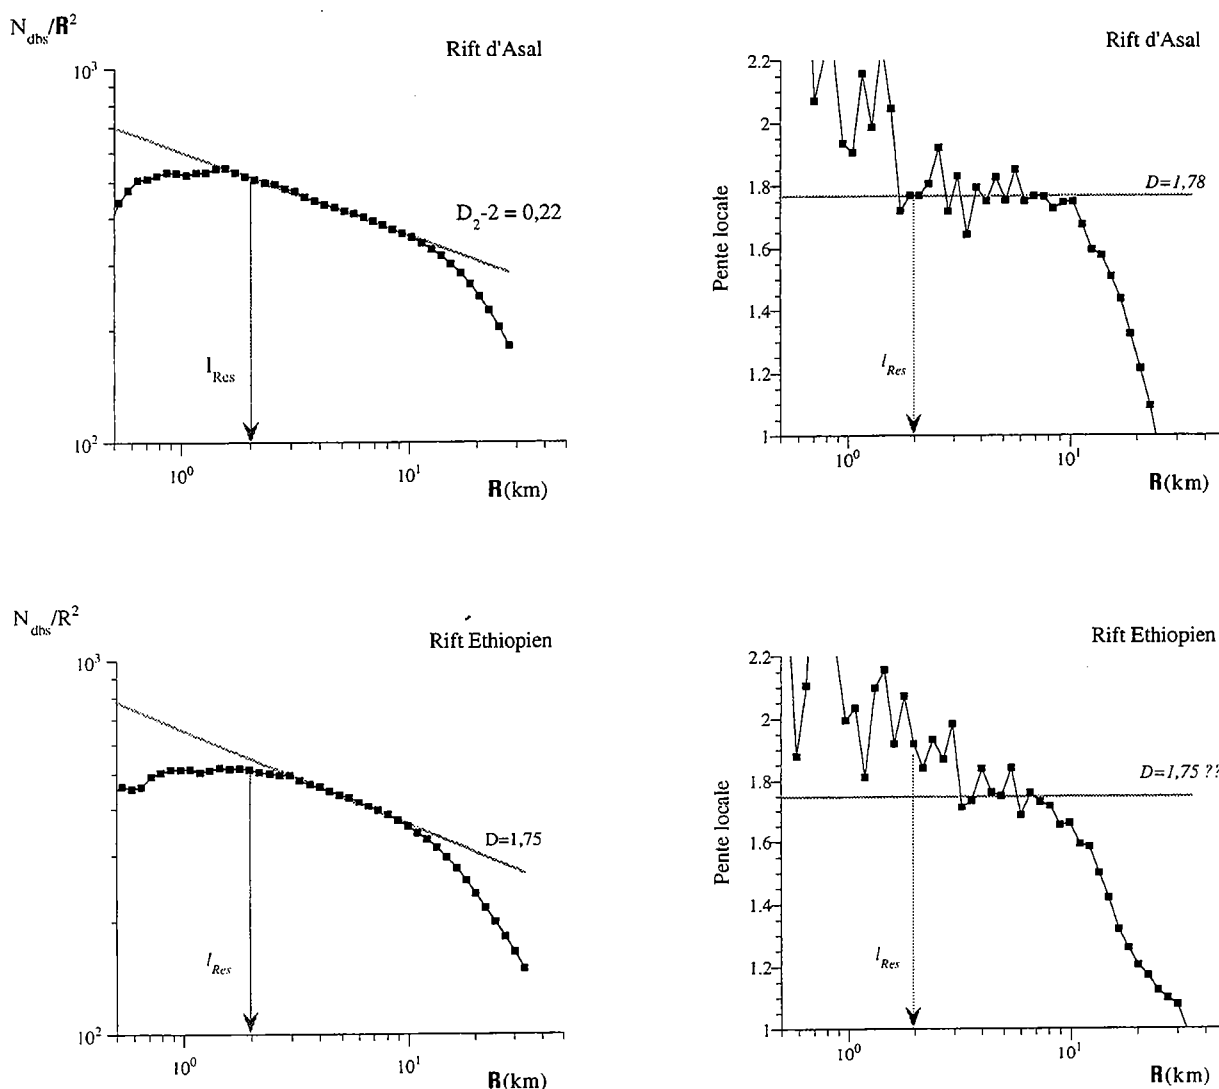 N_dbs/R²
Rift d'Asal
10³
D₂-2 = 0,22
l_Res
10²
10⁰
10¹
R(km)
Rift d'Asal
2.2
2
1.8
1.6
1.4
1.2
1
Pente locale
D=1,78
l_Res
10⁰
10¹
R(km)
N_dbs/R²
Rift Ethiopien
10³
D=1,75
l_Res
10²
10⁰
10¹
R(km)
Rift Ethiopien
2.2
2
1.8
1.6
1.4
1.2
1
Pente locale
D=1,75 ??
l_Res
10⁰
10¹
R(km)